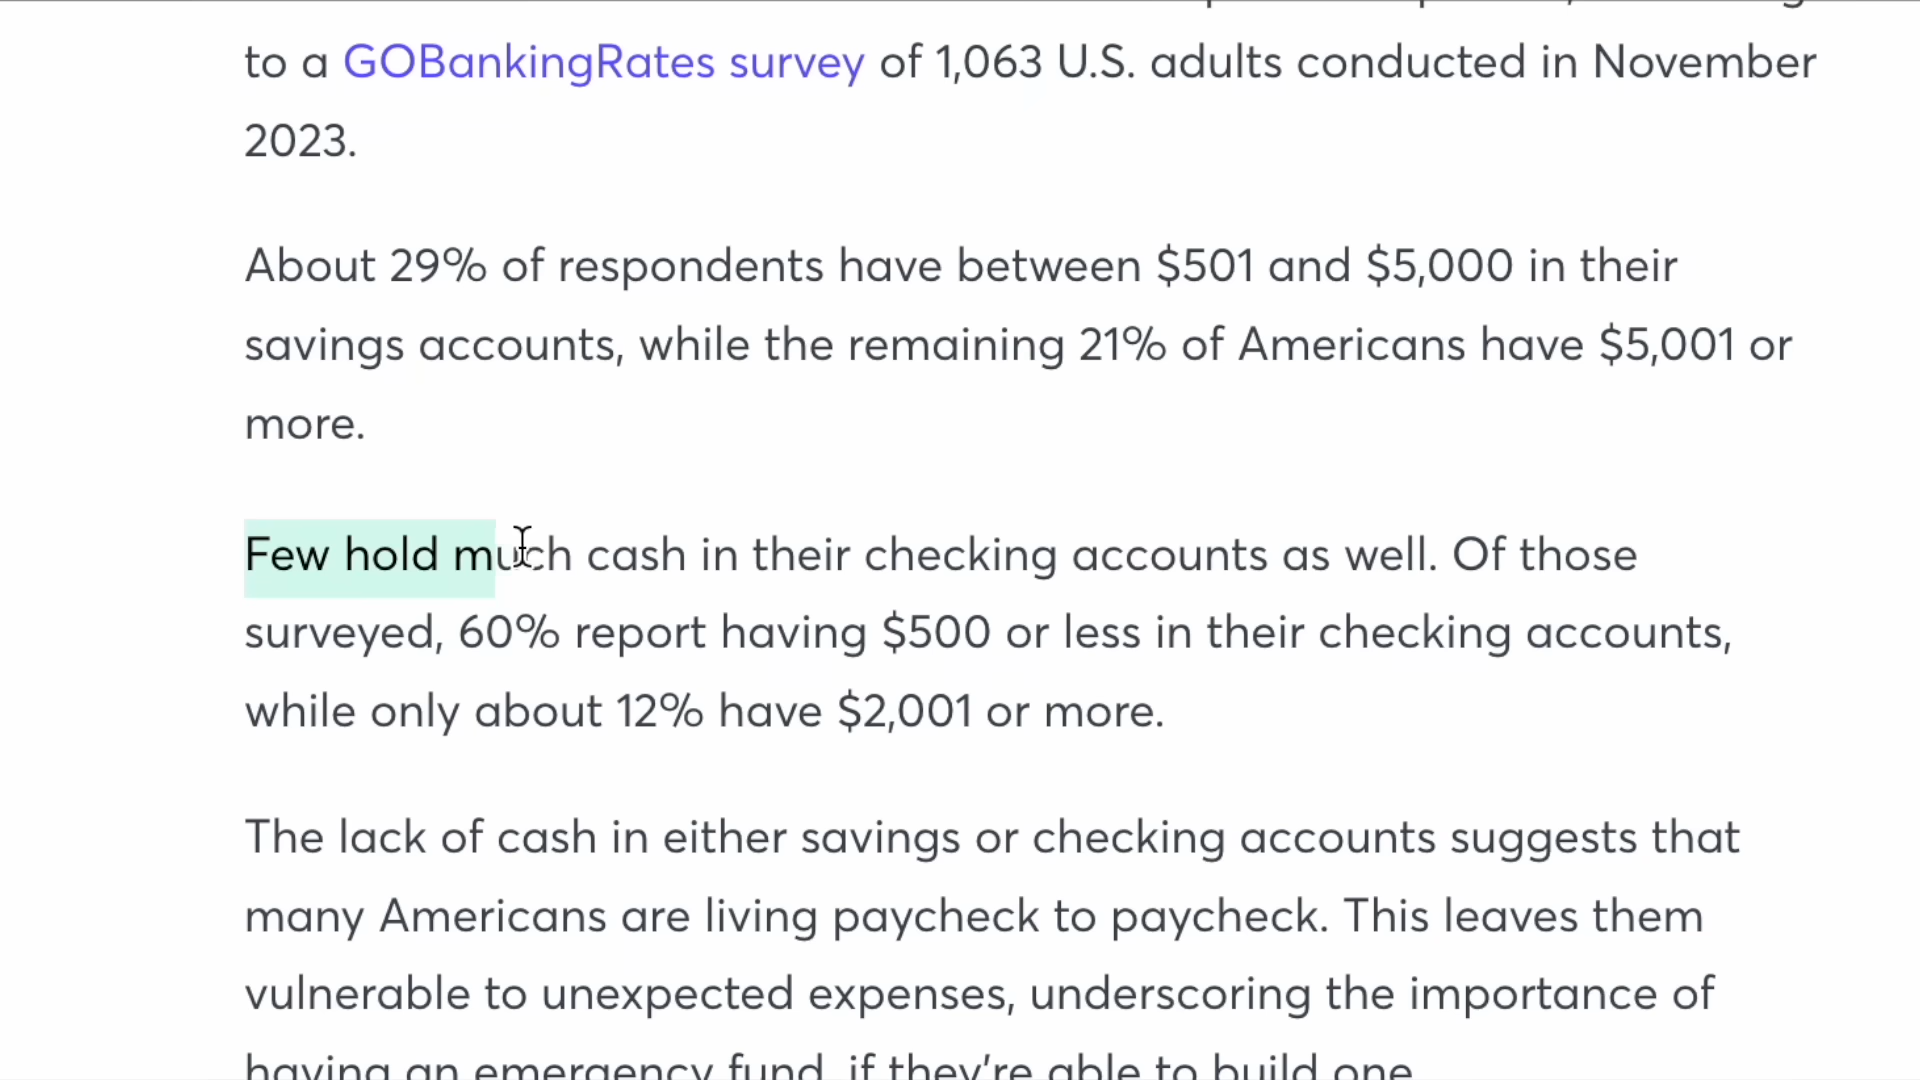 to a GOBankingRates survey of 1,063 U.S. adults conducted in November
2023.
About 29% of respondents have between $501 and $5,000 in their
savings accounts, while the remaining 21% of Americans have $5,001 or
more.
Few hold much cash in their checking accounts as well. Of those
surveyed, 60% report having $500 or less in their checking accounts,
while only about 12% have $2,001 or more.
The lack of cash in either savings or checking accounts suggests that
many Americans are living paycheck to paycheck. This leaves them
vulnerable to unexpected expenses, underscoring the importance of
having an emergency fund, if they’re able to build one